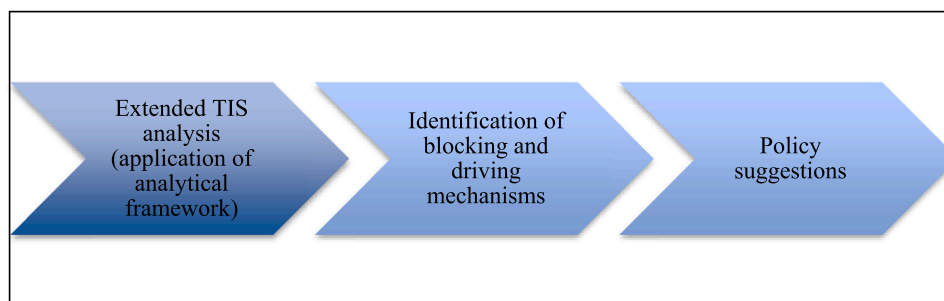 Extended TIS
analysis
(application of
analytical
framework)
Identification of
blocking and
driving
mechanisms
Policy
suggestions